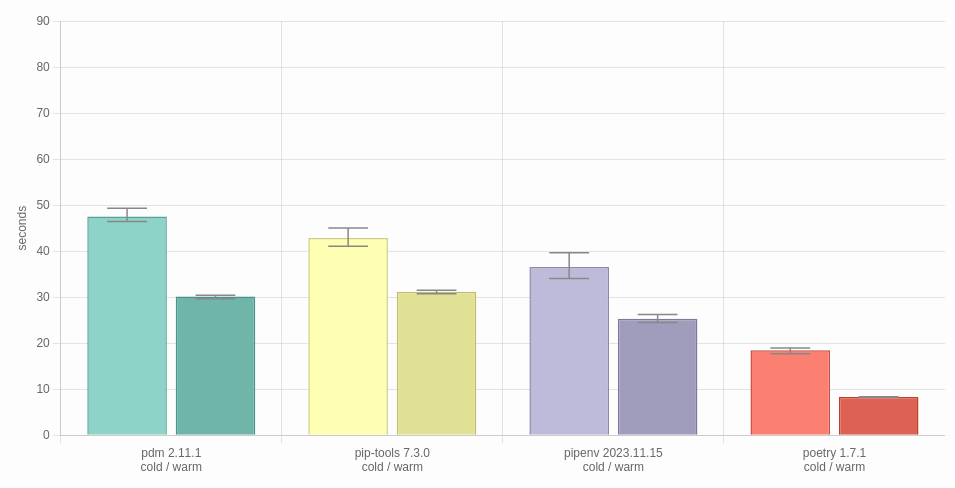 90
80
70
60
50
40
30
20
10
0
seconds
pdm 2.11.1
cold / warm
pip-tools 7.3.0
cold / warm
pipenv 2023.11.15
cold / warm
poetry 1.7.1
cold / warm